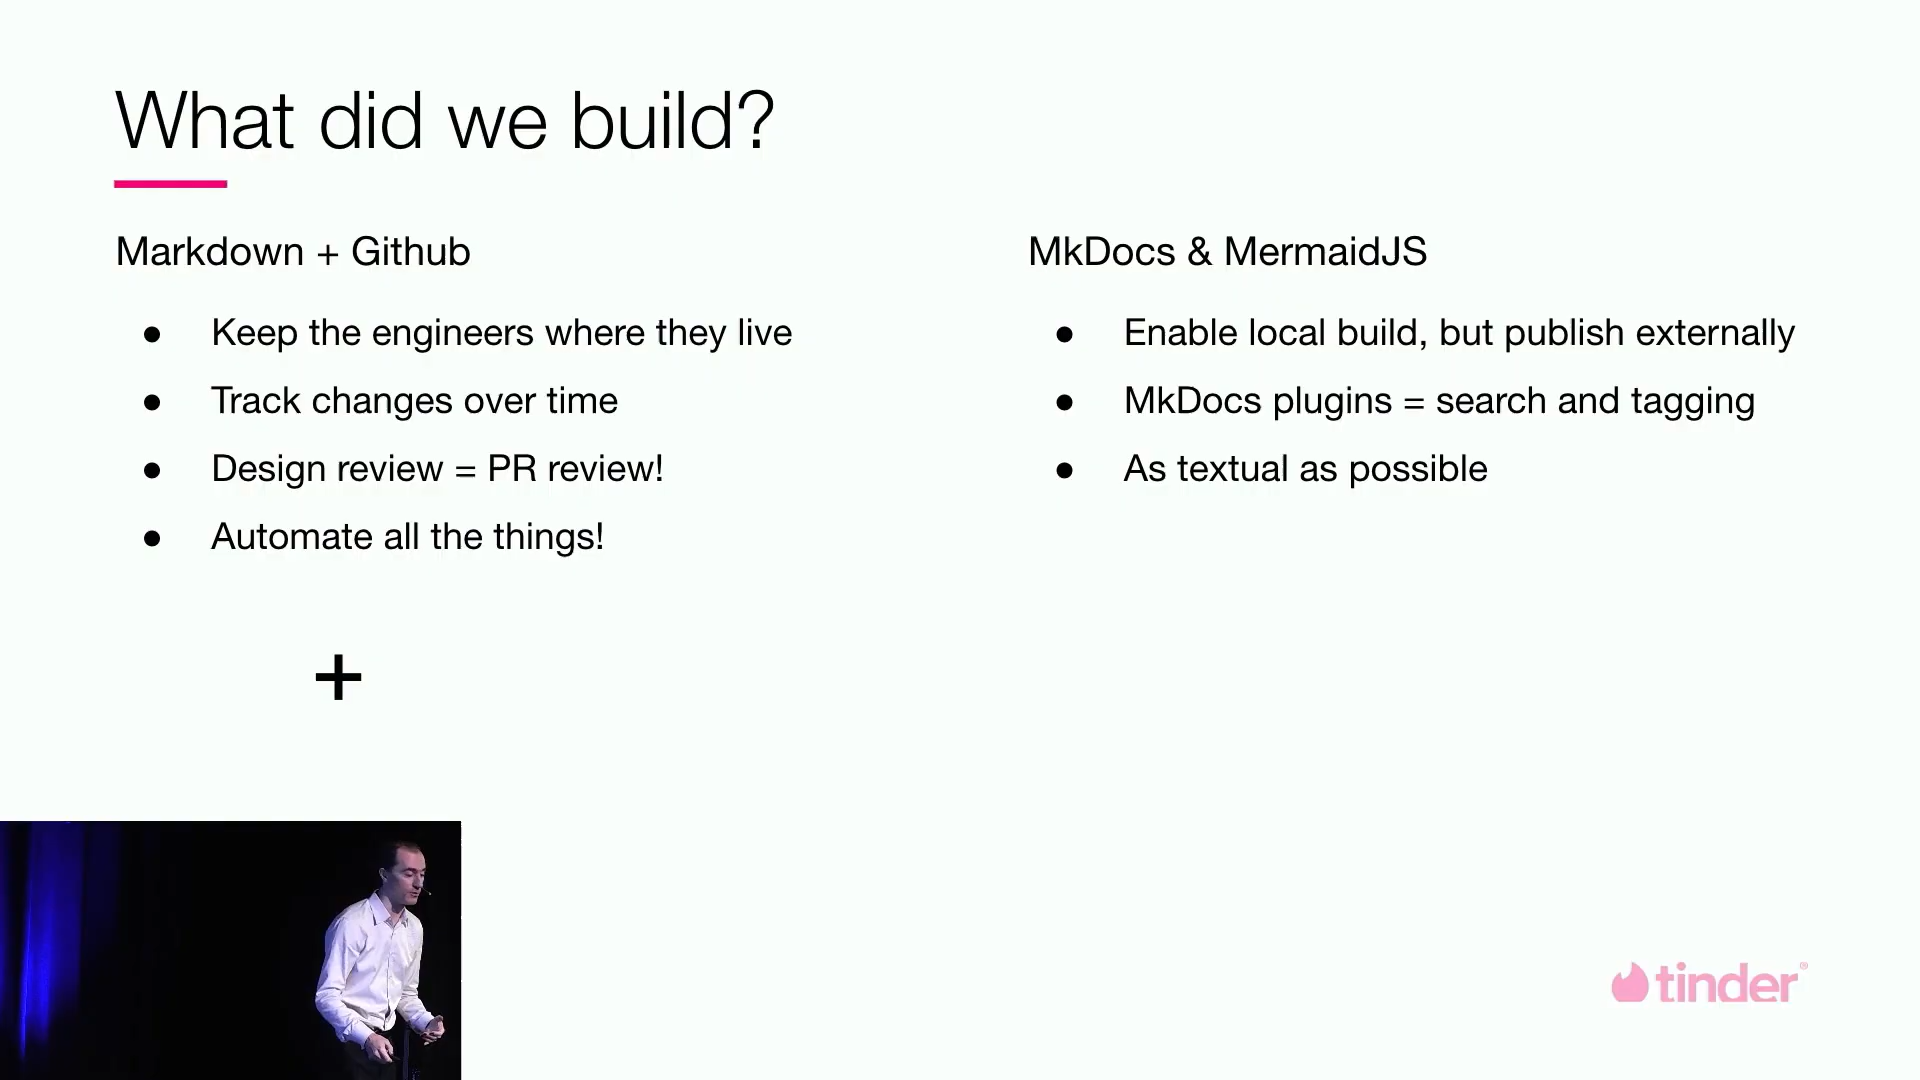 What did we build?
Markdown + Github
● Keep the engineers where they live
● Track changes over time
● Design review = PR review!
● Automate all the things!
+
MkDocs & MermaidJS
● Enable local build, but publish externally
● MkDocs plugins = search and tagging
● As textual as possible
tinder®